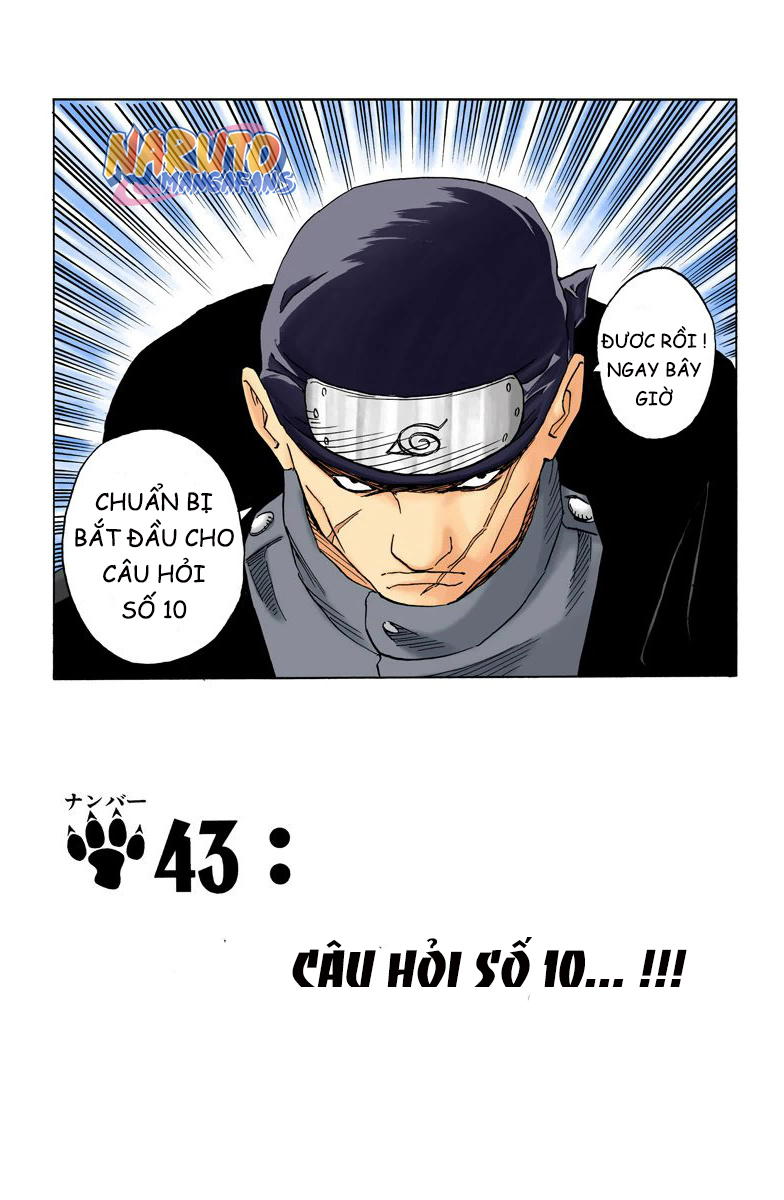 NARUTO
MANGAFANS
ĐƯƠC RỒI !
NGAY BÂY
GIỜ
CHUẨN BỊ
BẮT ĐẦU CHO
CÂU HỎI
SỐ 10
ナンバー
43 :
CÂU HỎI SỐ 10... !!!